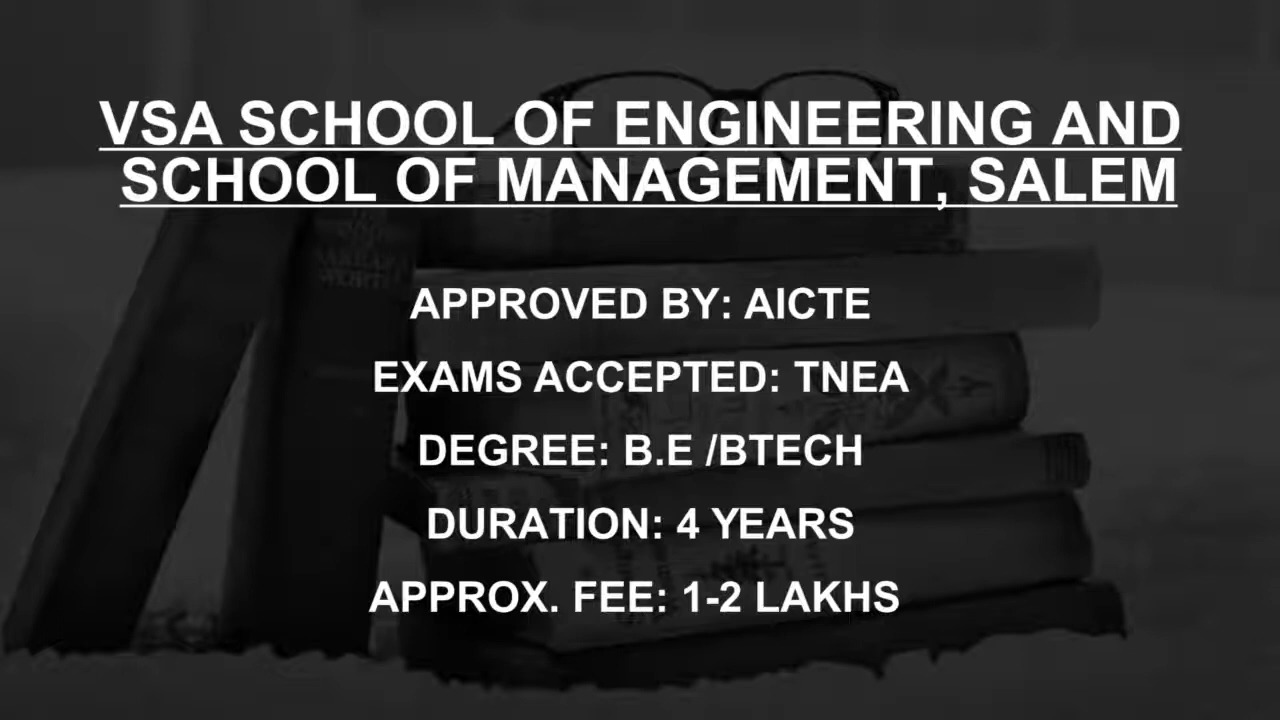 VSA SCHOOL OF ENGINEERING AND
SCHOOL OF MANAGEMENT, SALEM
APPROVED BY: AICTE
EXAMS ACCEPTED: TNEA
DEGREE: B.E /BTECH
DURATION: 4 YEARS
APPROX. FEE: 1-2 LAKHS